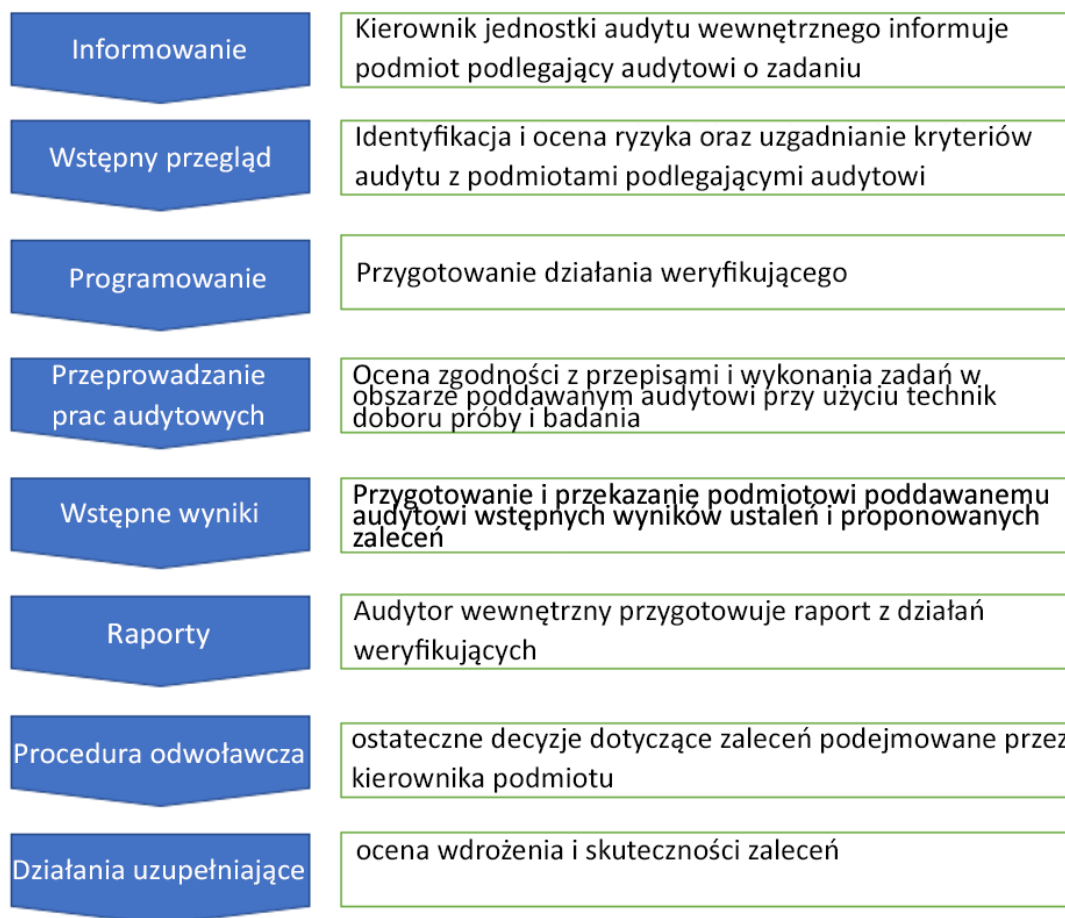 Informowanie
Kierownik jednostki audytu wewnętrznego informuje
podmiot podlegający audytowi o zadaniu
Wstępny przegląd
Identyfikacja i ocena ryzyka oraz uzgadnianie kryteriów
audytu z podmiotami podlegającymi audytowi
Programowanie
Przygotowanie działania weryfikującego
Przeprowadzanie
prac audytowych
Ocena zgodności z przepisami i wykonania zadań w
obszarze poddawanym audytowi przy użyciu technik
doboru próby i badania
Wstępne wyniki
Przygotowanie i przekazanie podmiotowi poddawanemu
audytowi wstępnych wyników ustaleń i proponowanych
zaleceń
Raporty
Audytor wewnętrzny przygotowuje raport z działań
weryfikujących
Procedura odwoławcza
ostateczne decyzje dotyczące zaleceń podejmowane przez
kierownika podmiotu
Działania uzupełniające
ocena wdrożenia i skuteczności zaleceń